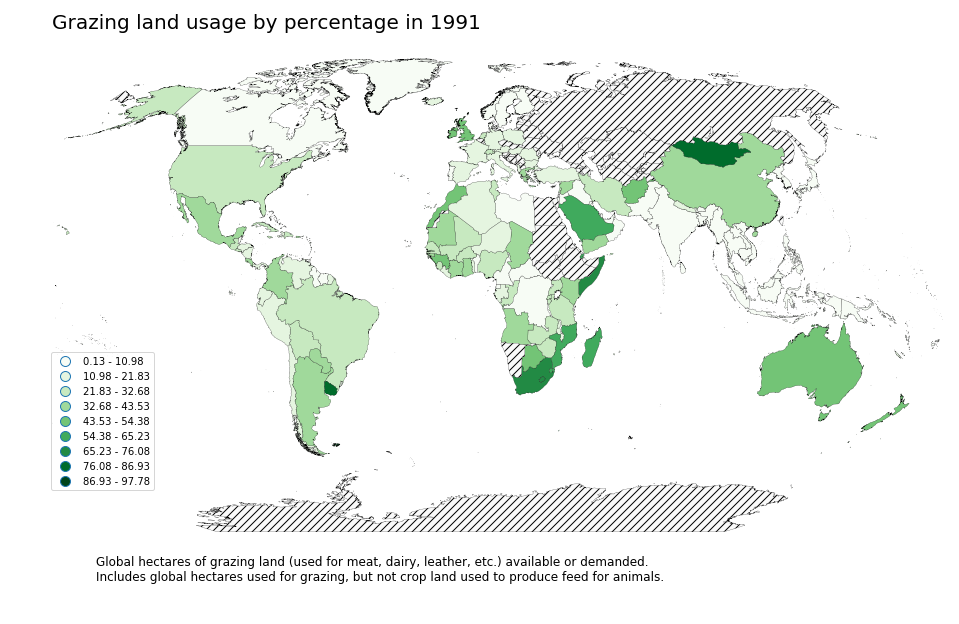 Grazing land usage by percentage in 1991
0.13 - 10.98
10.98 - 21.83
21.83 - 32.68
32.68 - 43.53
43.53 - 54.38
54.38 - 65.23
65.23 - 76.08
76.08 - 86.93
86.93 - 97.78
Global hectares of grazing land (used for meat, dairy, leather, etc.) available or demanded.
Includes global hectares used for grazing, but not crop land used to produce feed for animals.